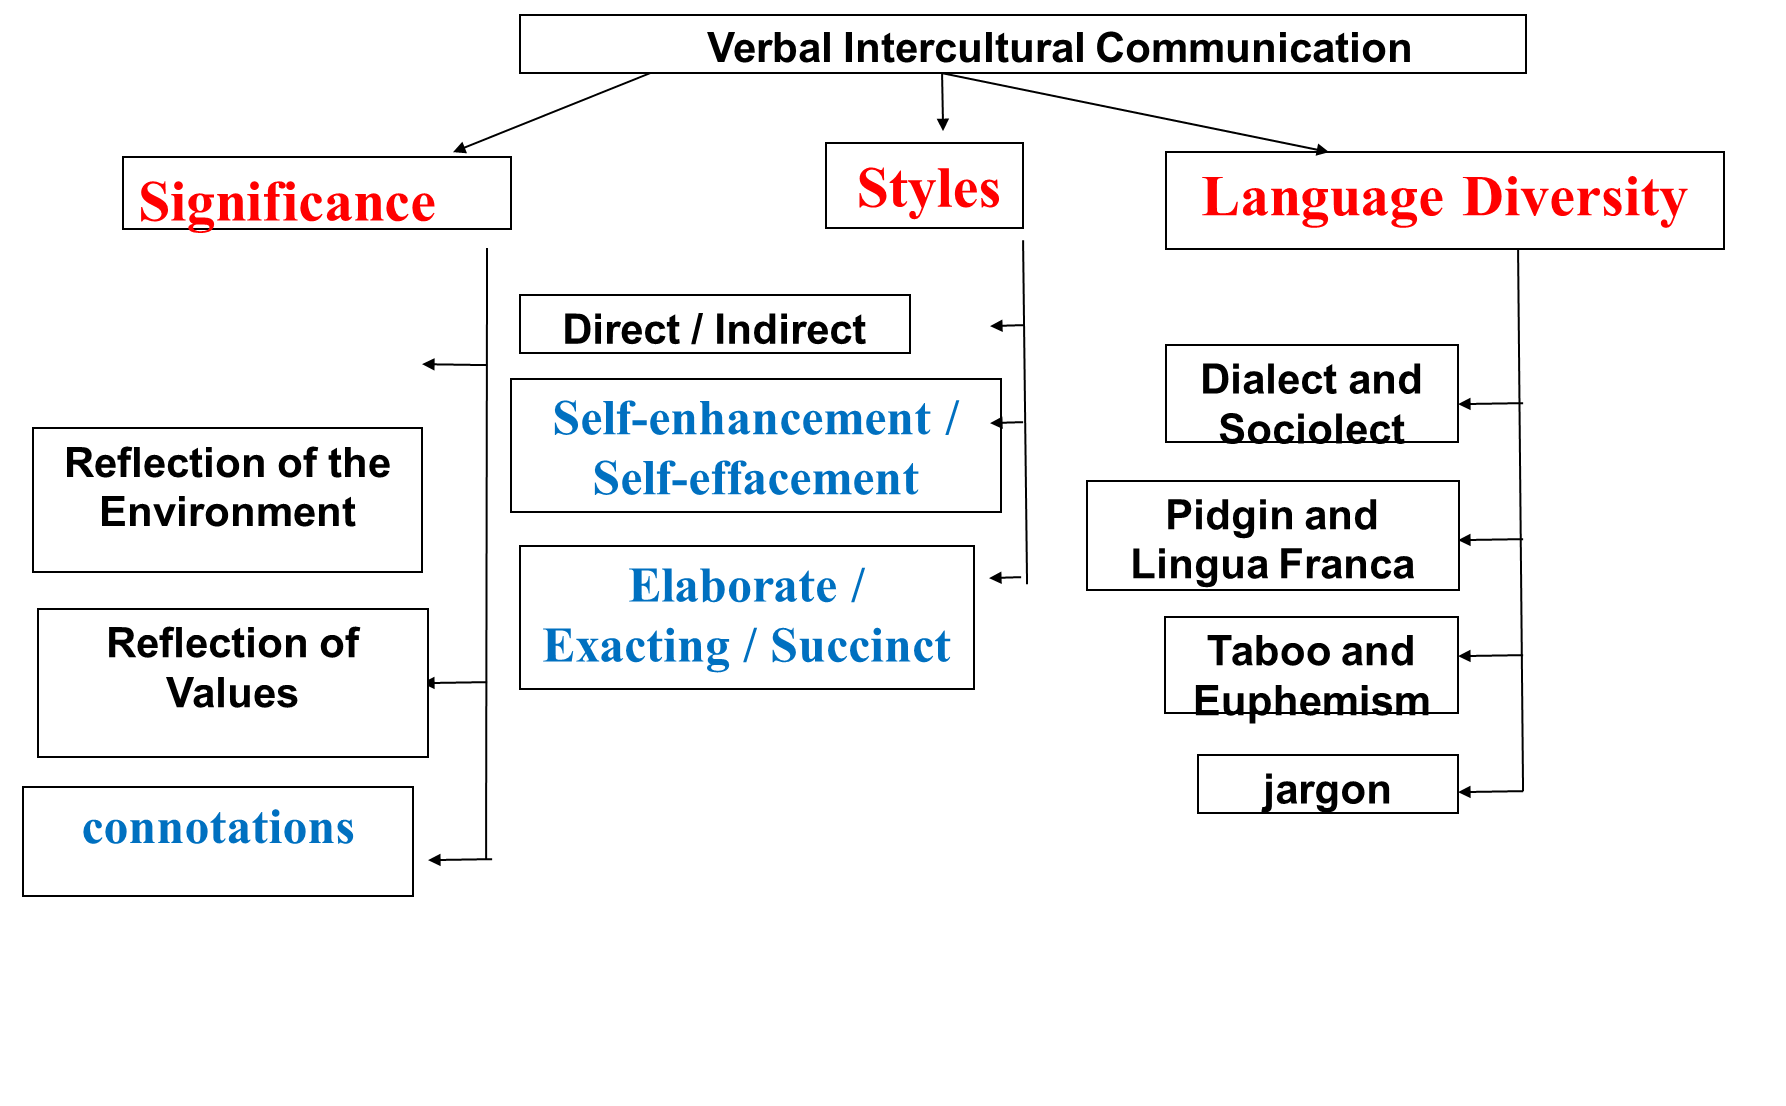 Verbal Intercultural Communication
Significance
Styles
Language Diversity
Reflection of the
Environment
Reflection of
Values
connotations
Direct / Indirect
Self-enhancement /
Self-effacement
Elaborate /
Exacting / Succinct
Dialect and
Sociolect
Pidgin and
Lingua Franca
Taboo and
Euphemism
jargon